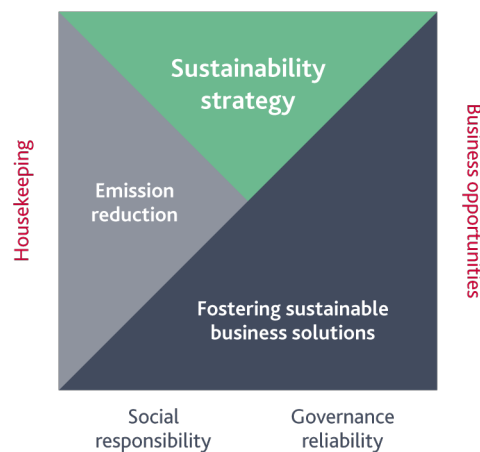 Sustainability
strategy
Housekeeping
Emission
reduction
Business opportunities
Fostering sustainable
business solutions
Social
responsibility
Governance
reliability